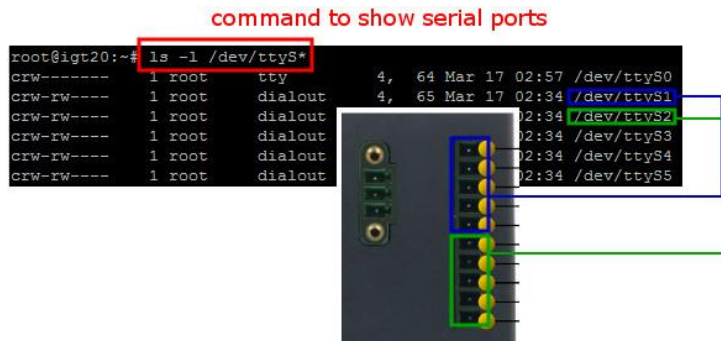 command to show serial ports
root@igt20:~# ls -l /dev/ttyS*
crw------- 1 root tty 4, 64 Mar 17 02:57 /dev/ttyS0
crw-rw---- 1 root dialout 4, 65 Mar 17 02:34 /dev/ttyS1
crw-rw---- 1 root dialout 02:34 /dev/ttyS2
crw-rw---- 1 root dialout 02:34 /dev/ttyS3
crw-rw---- 1 root dialout 02:34 /dev/ttyS4
crw-rw---- 1 root dialout 02:34 /dev/ttyS5